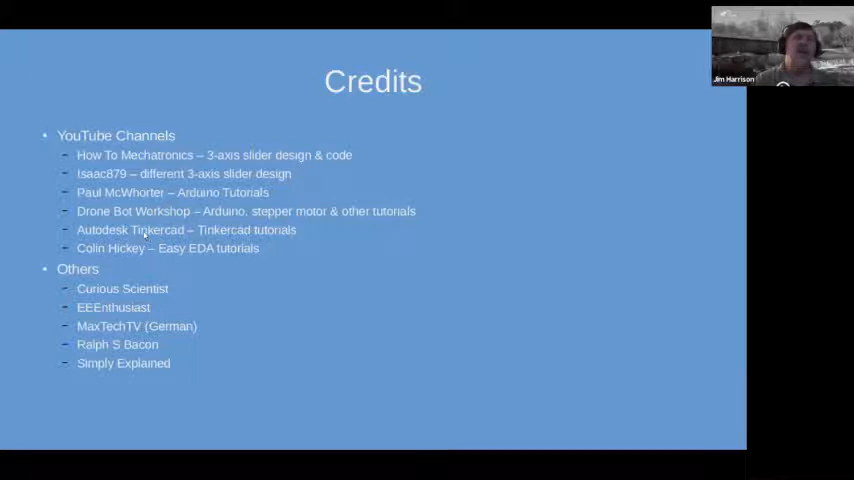 Credits
Jim Harrison
• YouTube Channels
– How To Mechatronics – 3-axis slider design & code
– Isaac879 – different 3-axis slider design
– Paul McWhorter – Arduino Tutorials
– Drone Bot Workshop – Arduino, stepper motor & other tutorials
– Autodesk Tinkercad – Tinkercad tutorials
– Colin Hickey – Easy EDA tutorials
• Others
– Curious Scientist
– EEEnthusiast
– MaxTechTV (German)
– Ralph S Bacon
– Simply Explained